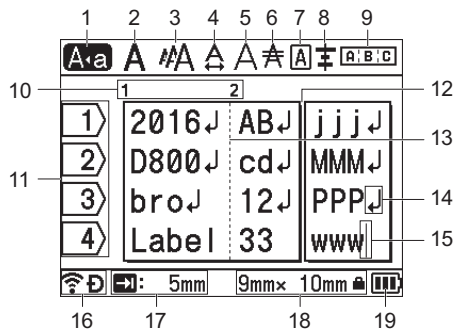 1 2 3 4 5 6 7 8 9
A◂a A A A A A A A B C
10 1 2 12
1) 2016↲ AB↲ jjj↲
13
2) D800↲ cd↲ MMM↲
11
3) bro↲ 12↲ PPP↲ 14
4) Label 33 www 15
Ð : 5mm 9mm× 10mm
16 17 18 19